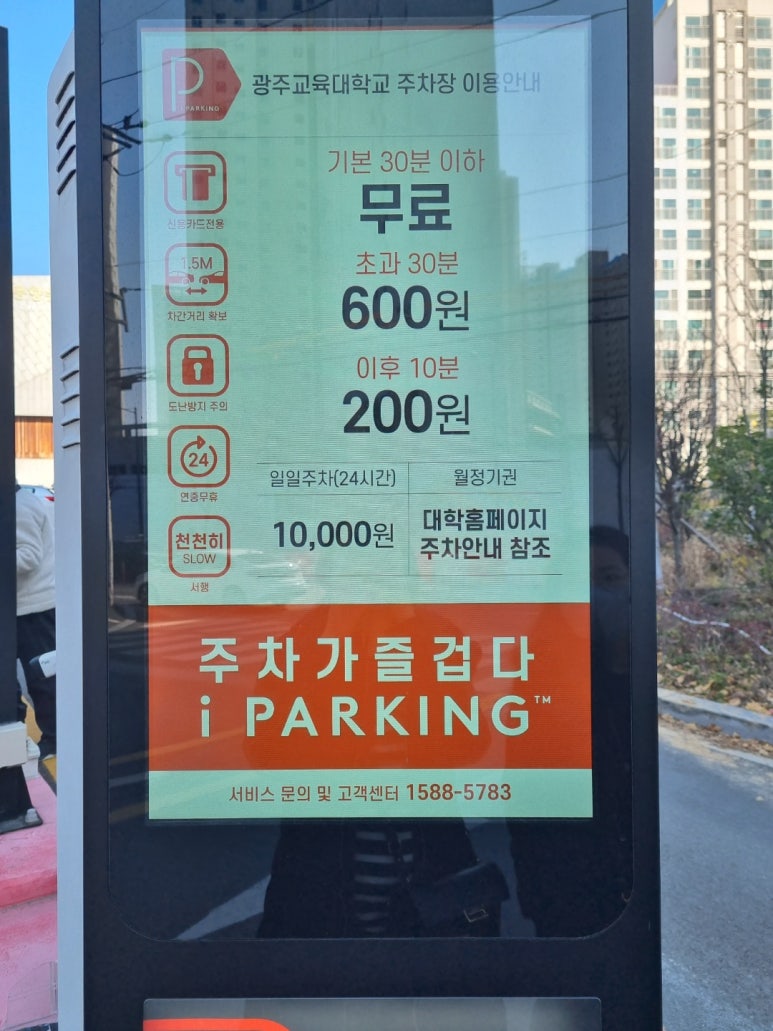 P
i PARKING
광주교육대학교 주차장 이용안내
신용카드전용
1.5M
차간거리 확보
도난방지 주의
24
연중무휴
천천히
SLOW
서행
기본 30분 이하
무료
초과 30분
600원
이후 10분
200원
일일주차(24시간) 월정기권
10,000원 대학홈페이지
주차안내 참조
주차가즐겁다
i PARKING™
서비스 문의 및 고객센터 1588-5783